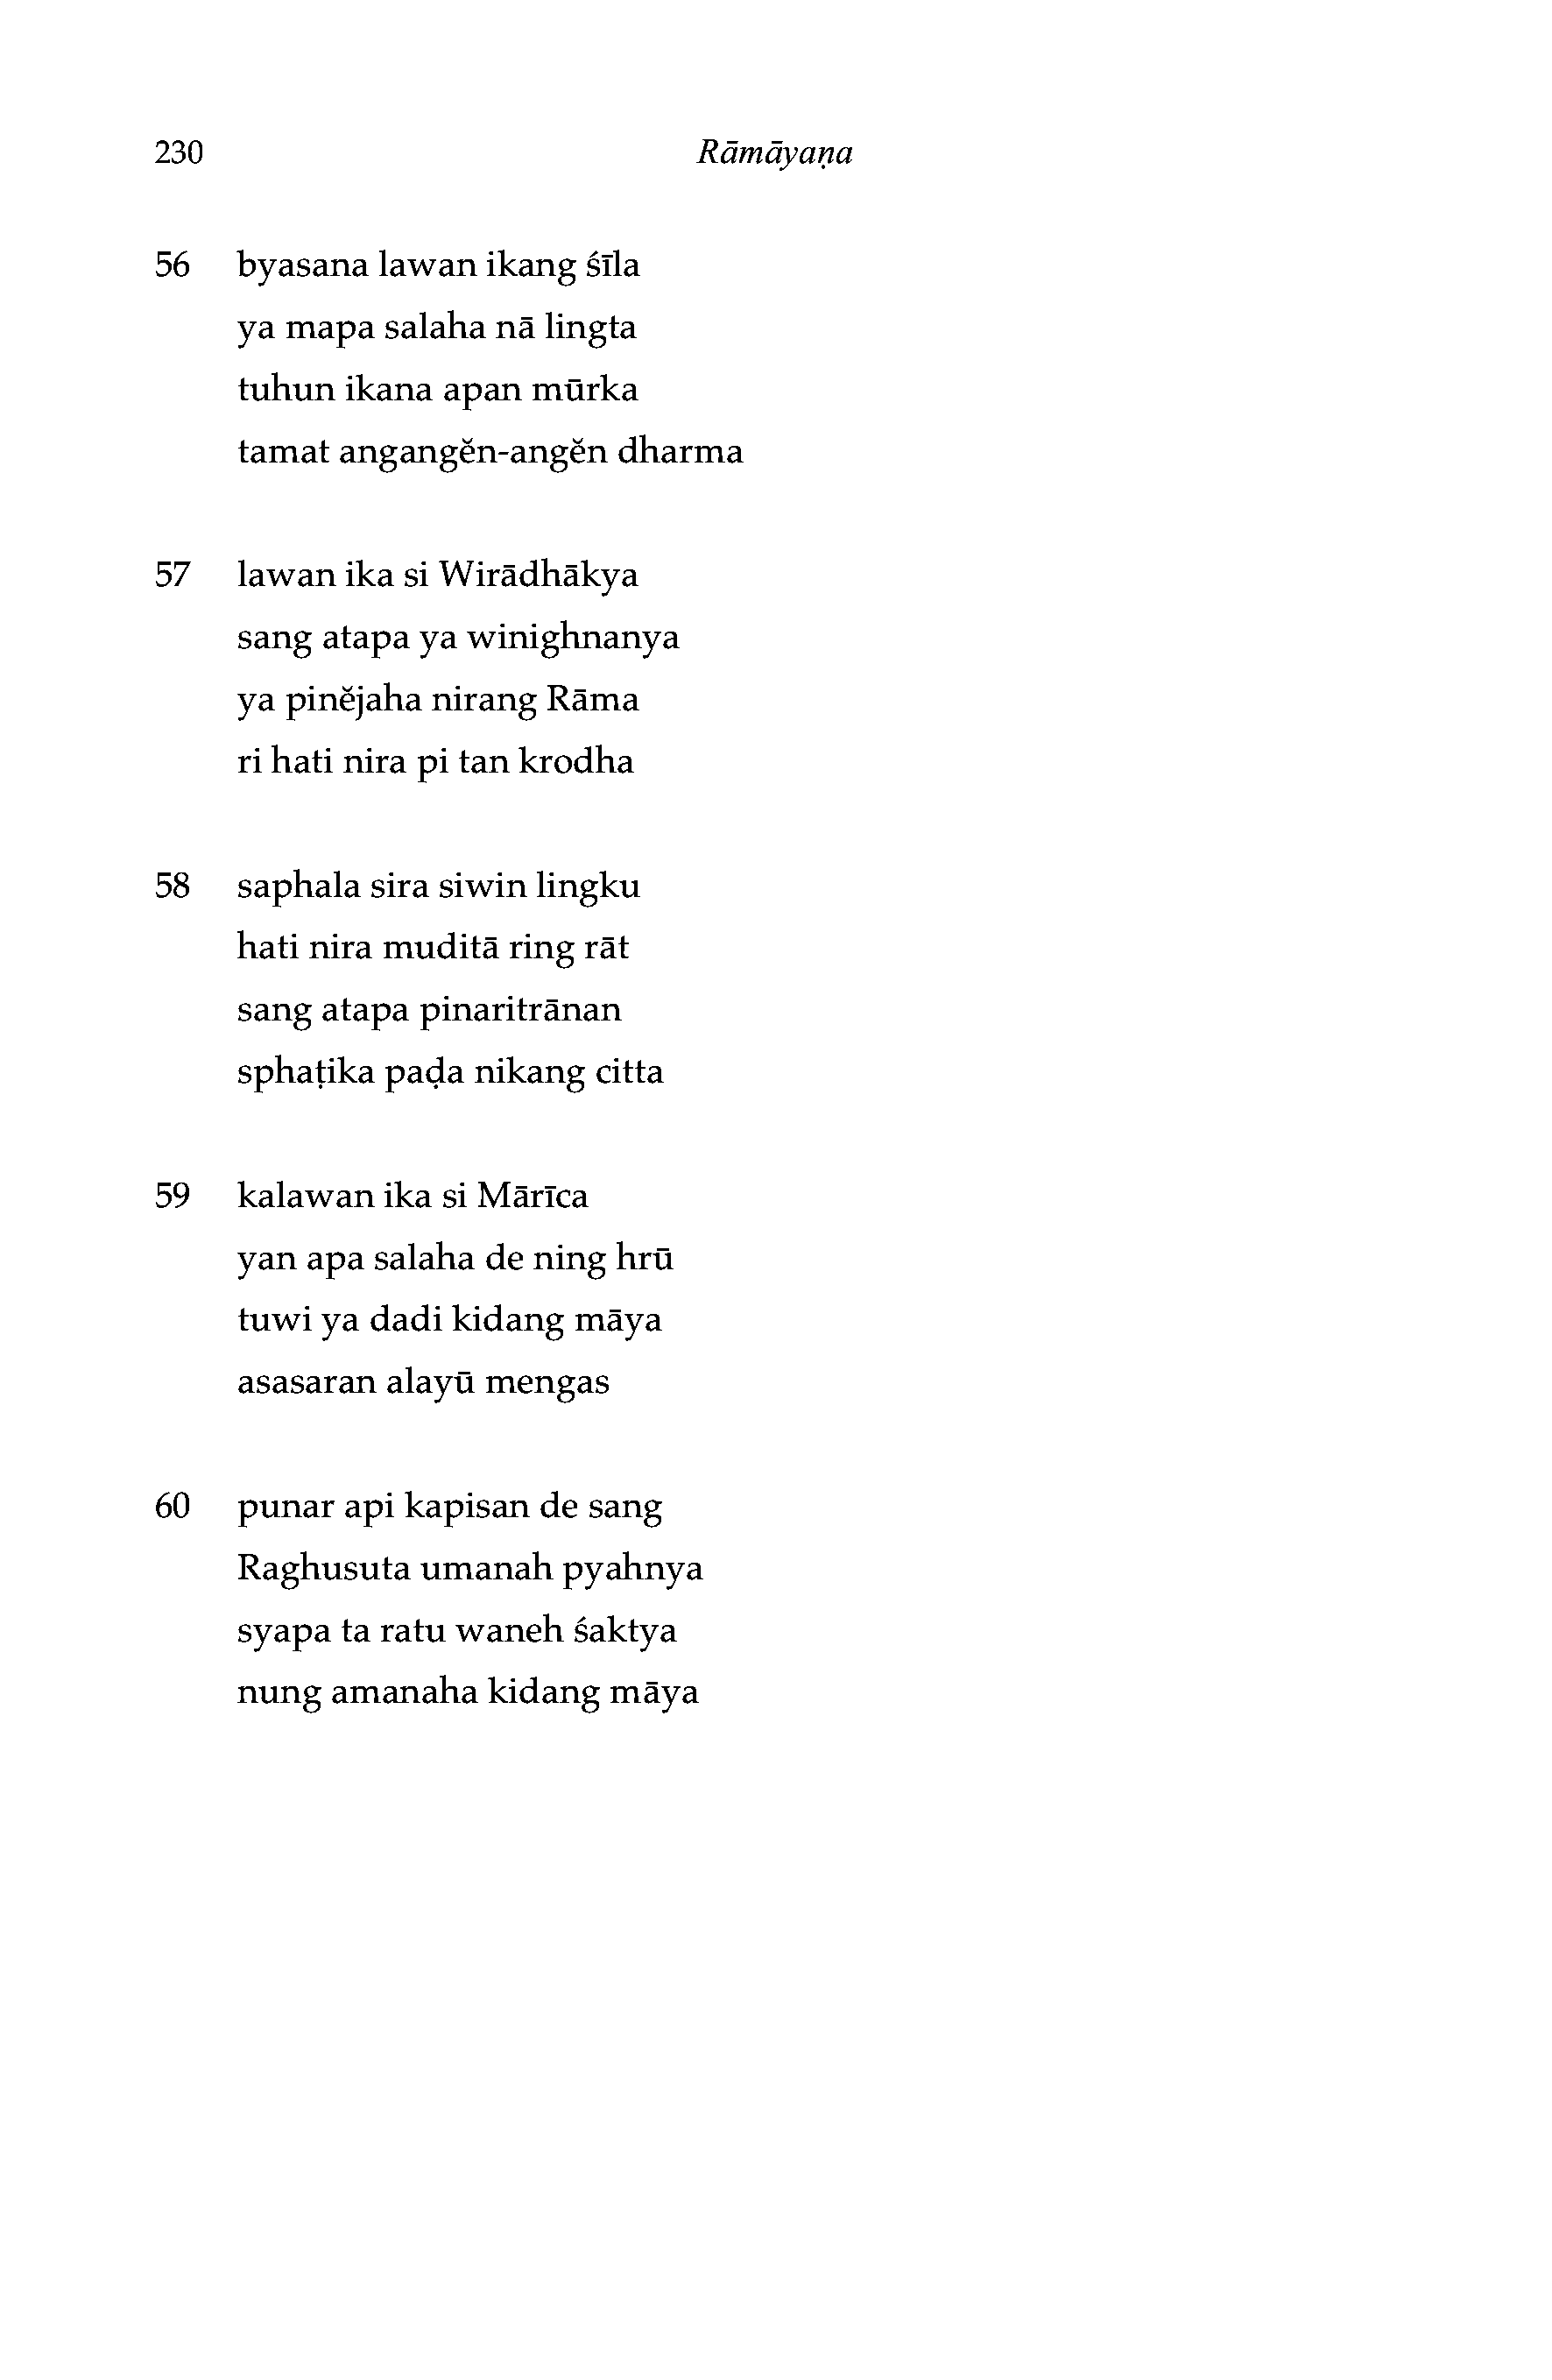 230 Rāmāyaṇa
56 byasana lawan ikang śīla
ya mapa salaha nā lingta
tuhun ikana apan mūrka
tamat angangĕn-angĕn dharma
57 lawan ika si Wirādhākya
sang atapa ya winighnanya
ya pinĕjaha nirang Rāma
ri hati nira pi tan krodha
58 saphala sira siwin lingku
hati nira muditā ring rāt
sang atapa pinaritrānan
sphaṭika paḍa nikang citta
59 kalawan ika si Mārīca
yan apa salaha de ning hrū
tuwi ya dadi kidang māya
asasaran alayū mengas
60 punar api kapisan de sang
Raghusuta umanah pyahnya
syapa ta ratu waneh śaktya
nung amanaha kidang māya